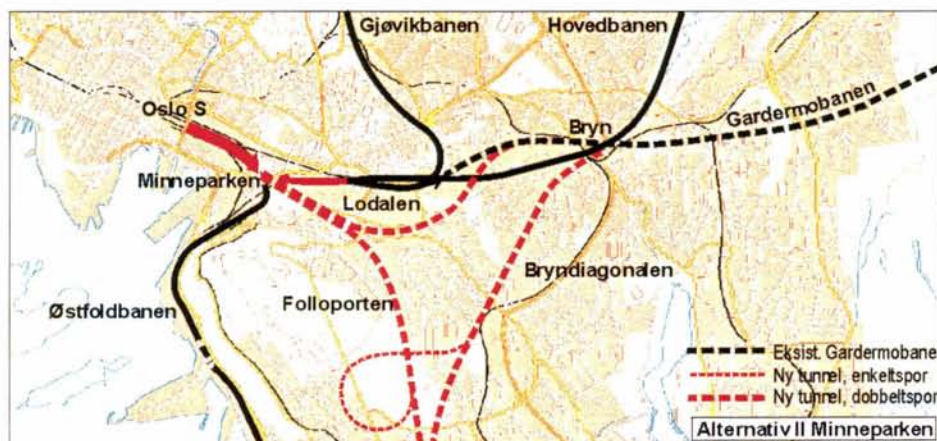 Gjøvikbanen
Hovedbanen
Oslo S
Bryn
Gardermobanen
Minneparken
Lodalen
Bryndiagonalen
Folloporten
Østfoldbanen
Eksist. Gardermobane
Ny tunnel, enkeltspor
Ny tunnel, dobbeltspor
Alternativ II Minneparken